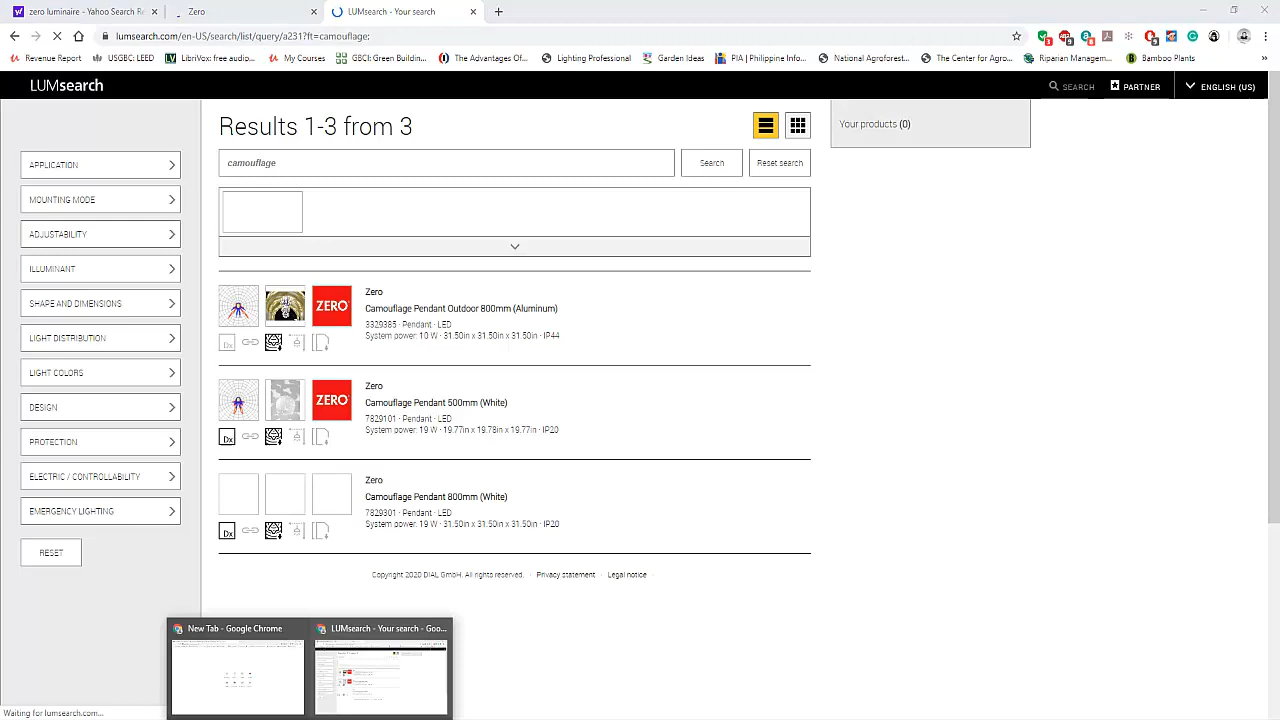 zero luminaire - Yahoo Search Re
Zero
LUMsearch - Your search
lumsearch.com/en-US/search/list/query/a231?ft=camouflage;
Revenue Report
USGBC: LEED
LibriVox: free audio...
My Courses
GBCI Green Buildin...
The Advantages Of...
Lighting Professional
Garden Ideas
PIA | Philippine Info...
National Agroforest...
The Center for Agro...
Riparian Managem...
Bamboo Plants
»
LUMsearch
SEARCH
PARTNER
ENGLISH (US)
Results 1-3 from 3
Your products (0)
camouflage
Search
Reset search
APPLICATION
MOUNTING MODE
ADJUSTABILITY
ILLUMINANT
SHAPE AND DIMENSIONS
LIGHT DISTRIBUTION
LIGHT COLORS
DESIGN
PROTECTION
ELECTRIC / CONTROLLABILITY
EMERGENCY LIGHTING
RESET
ZERO
Zero
Camouflage Pendant Outdoor 800mm (Aluminum)
3329385 · Pendant · LED
System power: 10 W · 31.50in x 31.50in x 31.50in · IP44
Dx
ZERO
Zero
Camouflage Pendant 500mm (White)
7829101 · Pendant · LED
System power: 19 W · 19.77in x 19.78in x 19.77in · IP20
Dx
Zero
Camouflage Pendant 800mm (White)
7829301 · Pendant · LED
System power: 19 W · 31.50in x 31.50in x 31.50in · IP20
Dx
Copyright 2020 DIAL GmbH. All rights reserved. · Privacy statement · Legal notice ·
New Tab - Google Chrome
LUMsearch - Your search - Goo...
Waiting for lumsearch.com...